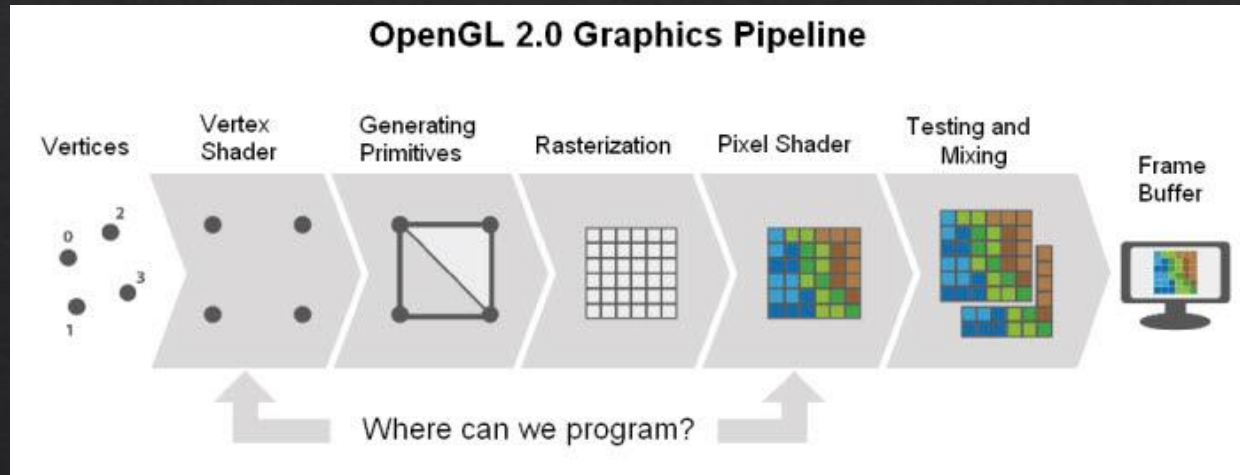 OpenGL 2.0 Graphics Pipeline
Vertices
Vertex
Shader
Generating
Primitives
Rasterization
Pixel Shader
Testing and
Mixing
Frame
Buffer
0
2
3
1
Where can we program?